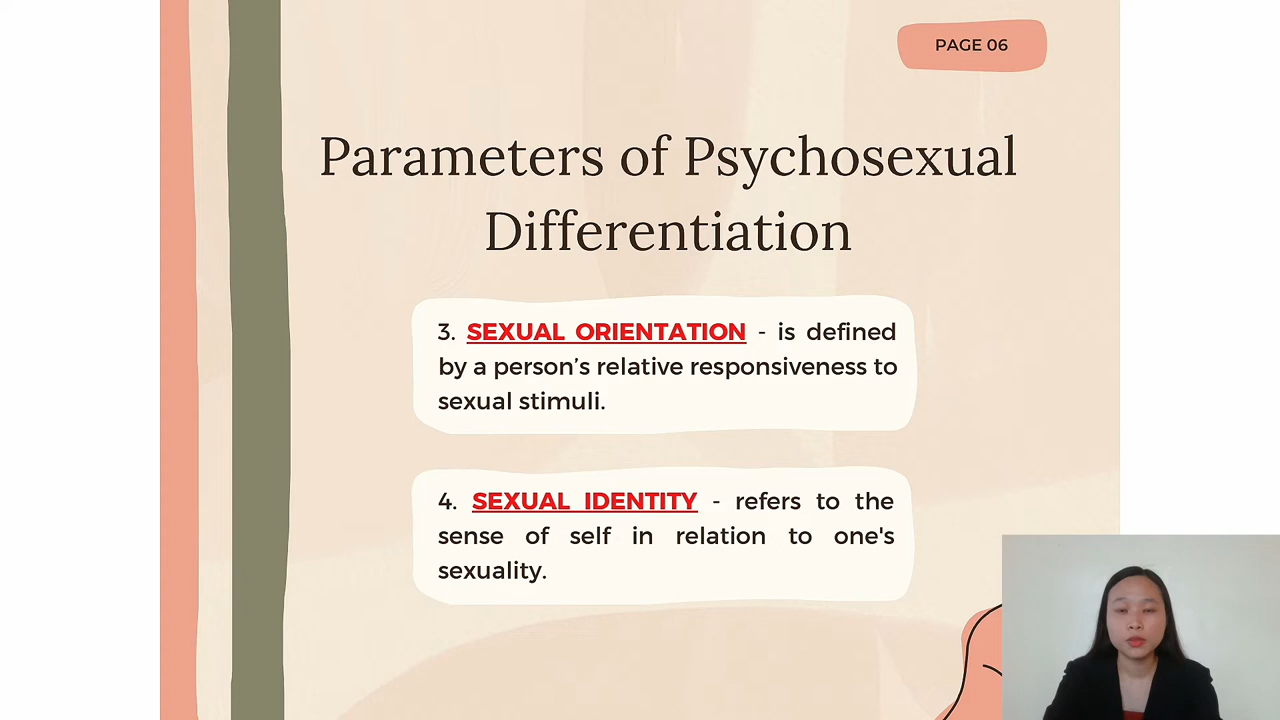 PAGE 06
Parameters of Psychosexual
Differentiation
3. SEXUAL ORIENTATION - is defined
by a person’s relative responsiveness to
sexual stimuli.
4. SEXUAL IDENTITY - refers to the
sense of self in relation to one's
sexuality.